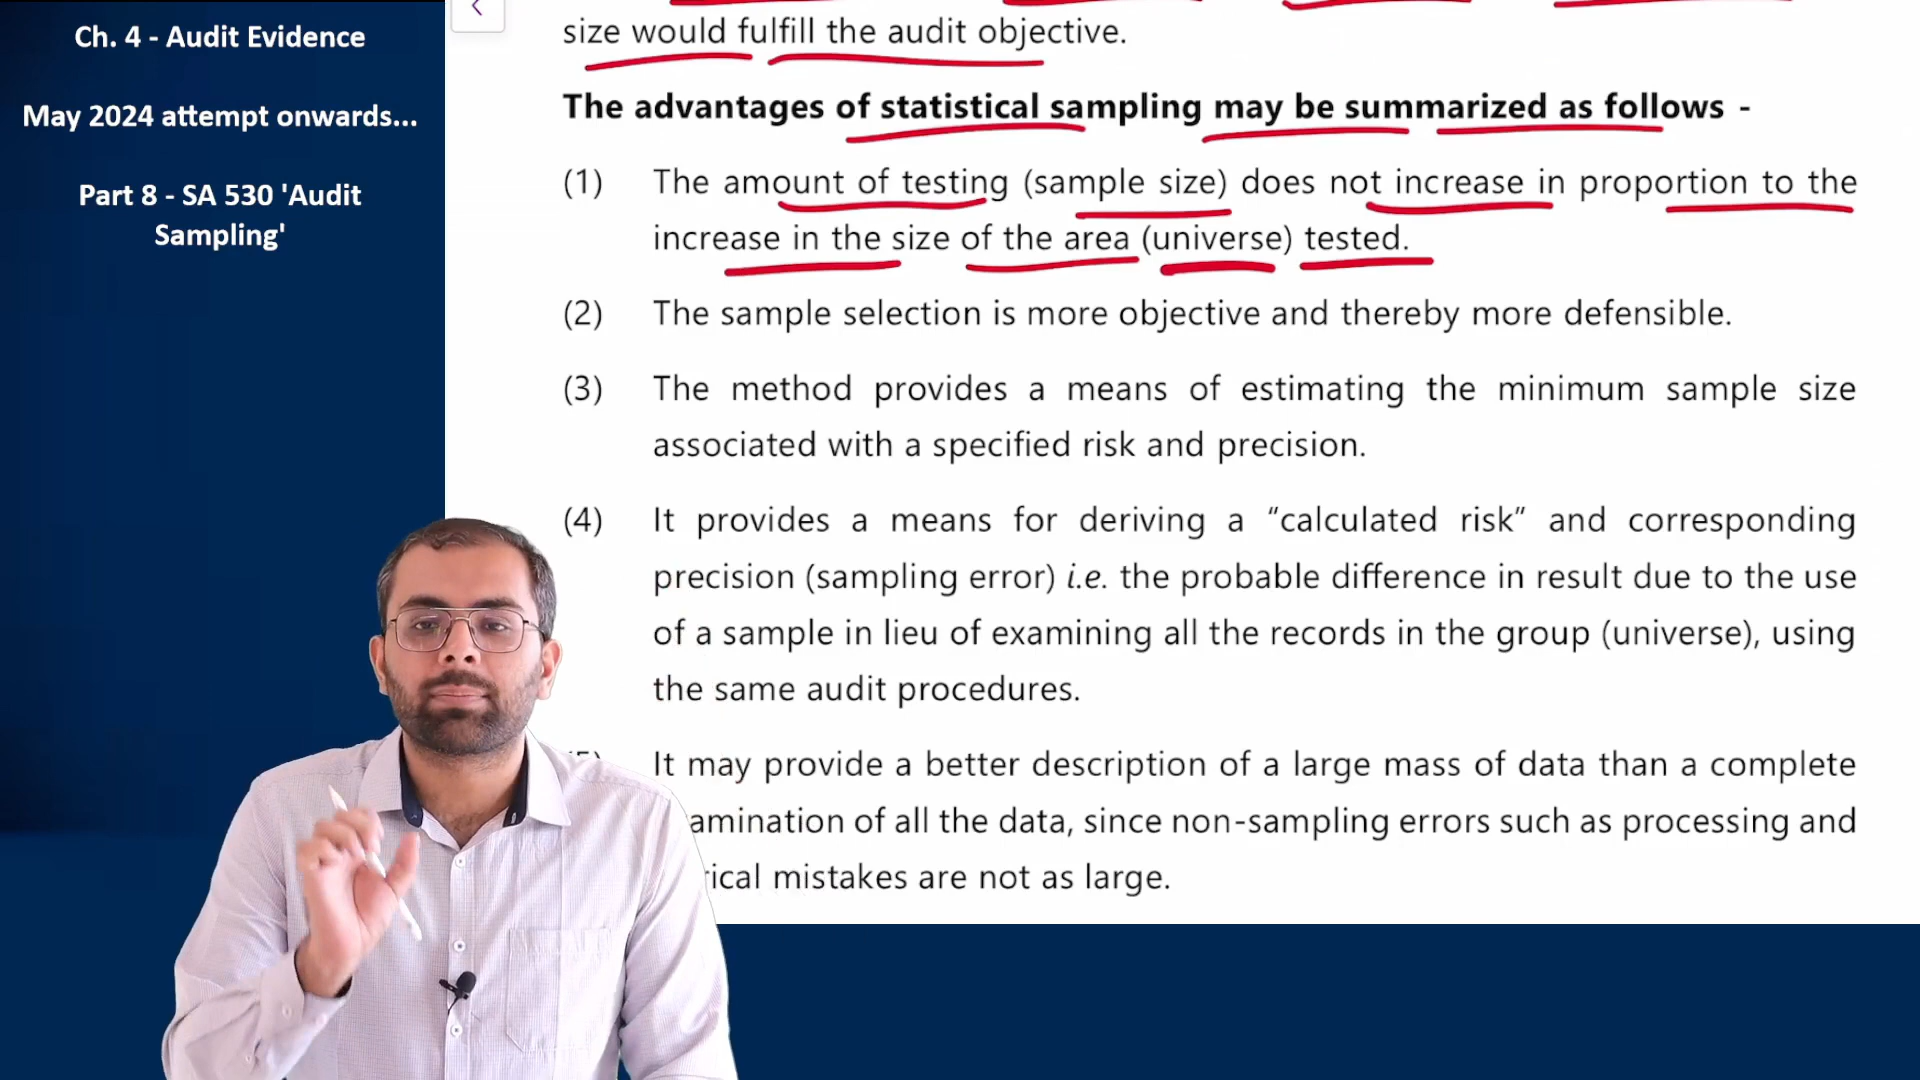 Ch. 4 - Audit Evidence
May 2024 attempt onwards...
Part 8 - SA 530 'Audit
Sampling'
size would fulfill the audit objective.
The advantages of statistical sampling may be summarized as follows -
(1) The amount of testing (sample size) does not increase in proportion to the
increase in the size of the area (universe) tested.
(2) The sample selection is more objective and thereby more defensible.
(3) The method provides a means of estimating the minimum sample size
associated with a specified risk and precision.
(4) It provides a means for deriving a “calculated risk” and corresponding
precision (sampling error) i.e. the probable difference in result due to the use
of a sample in lieu of examining all the records in the group (universe), using
the same audit procedures.
It may provide a better description of a large mass of data than a complete
of all the data, since non-sampling errors such as processing and
mistakes are not as large.